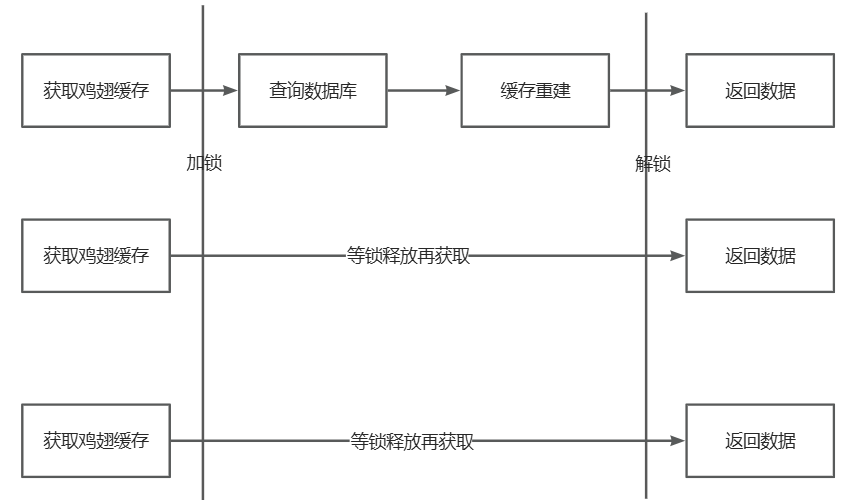 获取鸡翅缓存
查询数据库
缓存重建
返回数据
加锁
解锁
获取鸡翅缓存
等锁释放再获取
返回数据
获取鸡翅缓存
等锁释放再获取
返回数据